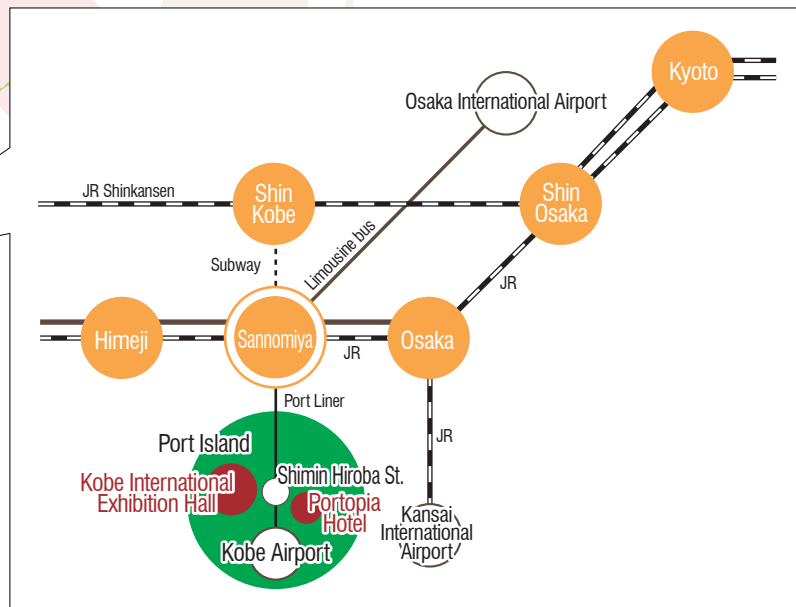 Kyoto
Osaka International Airport
JR Shinkansen
Shin
Kobe
Shin
Osaka
Subway
Limousine bus
JR
Himeji
Sannomiya
JR
Osaka
Port Liner
JR
Port Island
Kobe International
Exhibition Hall
Shimin Hiroba St.
Portopia
Hotel
Kobe Airport
Kansai
International
Airport